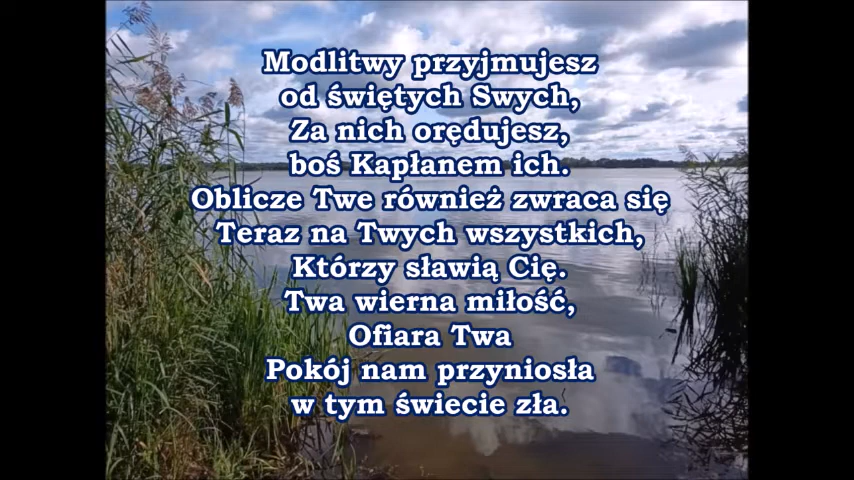 Modlitwy przyjmujesz
od świętych Swych,
Za nich orędujesz,
boś Kapłanem ich.
Oblicze Twe również zwraca się
Teraz na Twych wszystkich,
Którzy sławią Cię.
Twa wierna miłość,
Ofiara Twa
Pokój nam przyniosła
w tym świecie zła.